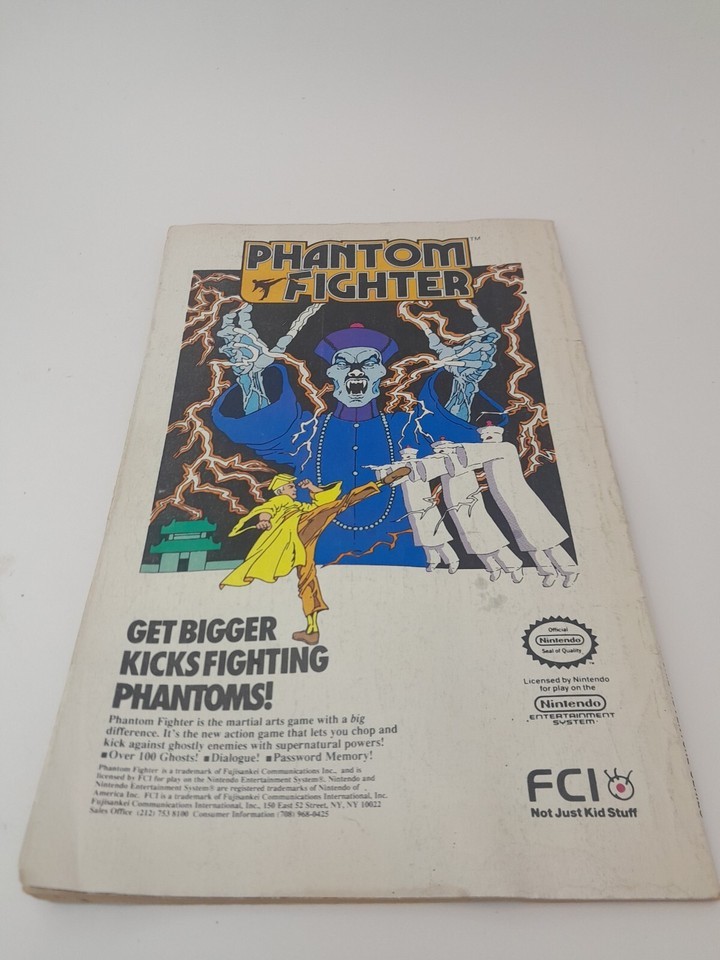 PHANTOM™
FIGHTER
GET BIGGER
KICKS FIGHTING
PHANTOMS!
Phantom Fighter is the martial arts game with a big
difference. It's the new action game that lets you chop and
kick against ghostly enemies with supernatural powers!
■Over 100 Ghosts! ■Dialogue! ■Password Memory!
Phantom Fighter is a trademark of Fujisankei Communications Inc., and is
licensed by FCI for play on the Nintendo Entertainment System®. Nintendo and
Nintendo Entertainment System® are registered trademarks of Nintendo of
America Inc. FCI is a trademark of Fujisankei Communications International, Inc.
Fujisankei Communications International, Inc., 150 East 52 Street, NY, NY 10022
Sales Office (212) 753 8100 Consumer Information (708) 968-0425
Official
Nintendo
Seal of Quality
TM
Licensed by Nintendo
for play on the
Nintendo
ENTERTAINMENT
SYSTEM™
FCI
Not Just Kid Stuff